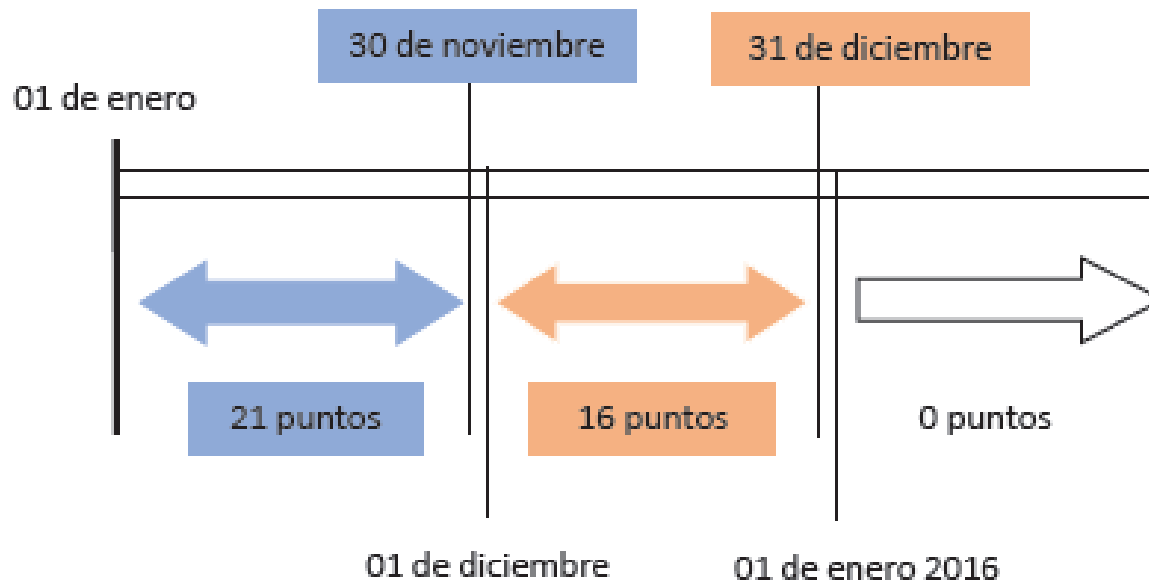 30 de noviembre
31 de diciembre
01 de enero
21 puntos
16 puntos
0 puntos
01 de diciembre
01 de enero 2016